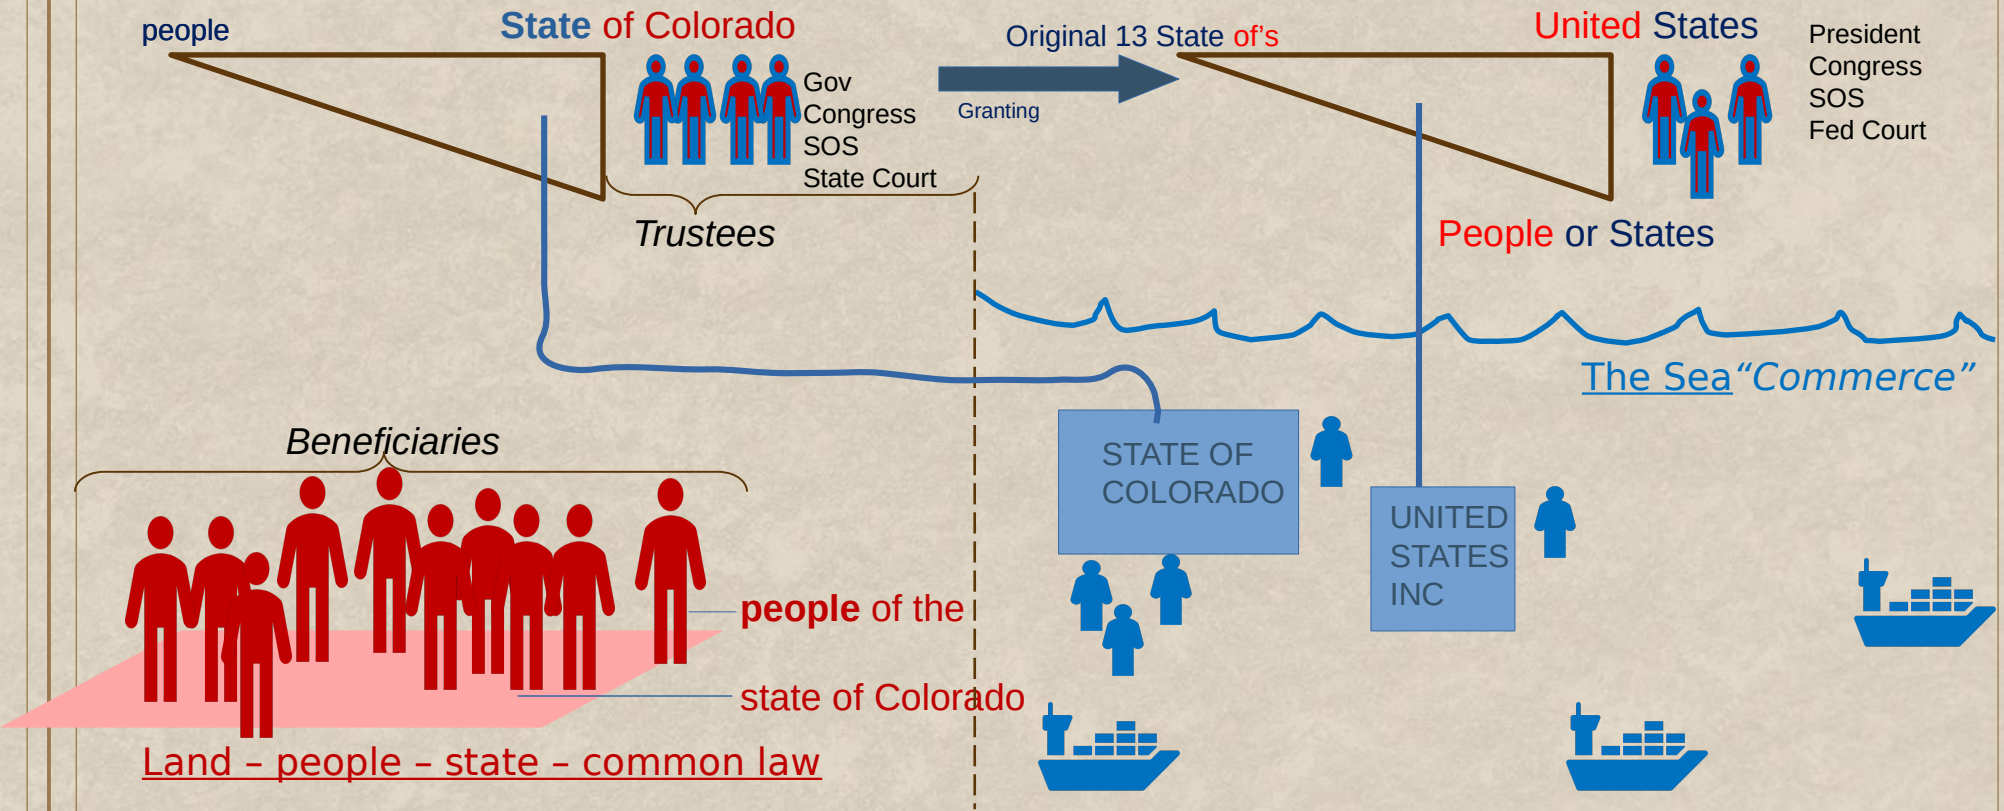 people
State of Colorado
Gov
Congress
SOS
State Court
Trustees
Original 13 State of’s
Granting
United States
President
Congress
SOS
Fed Court
People or States
The Sea “Commerce”
Beneficiaries
STATE OF
COLORADO
UNITED
STATES
INC
people of the
state of Colorado
Land – people – state – common law